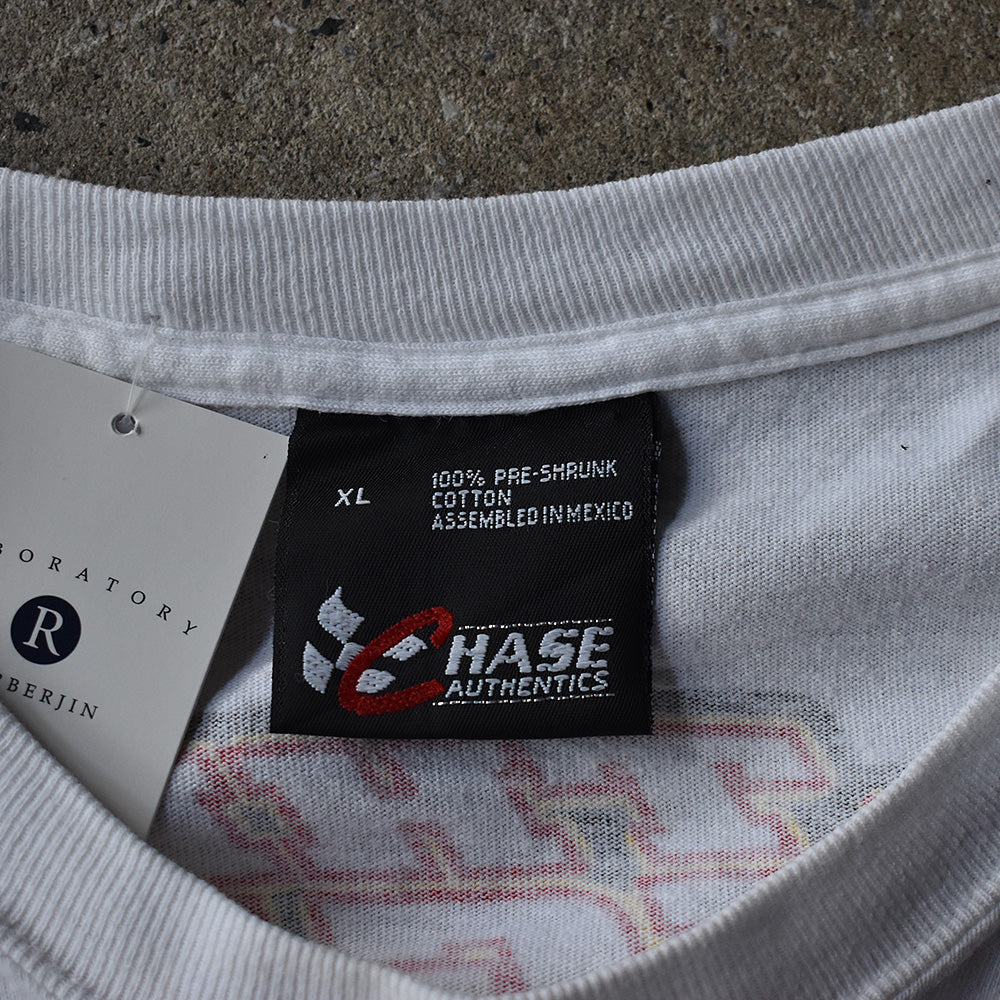 XL
100% PRE-SHRUNK
COTTON
ASSEMBLED IN MEXICO
CHASE
AUTHENTICS
BORATORY
R
BERJIN